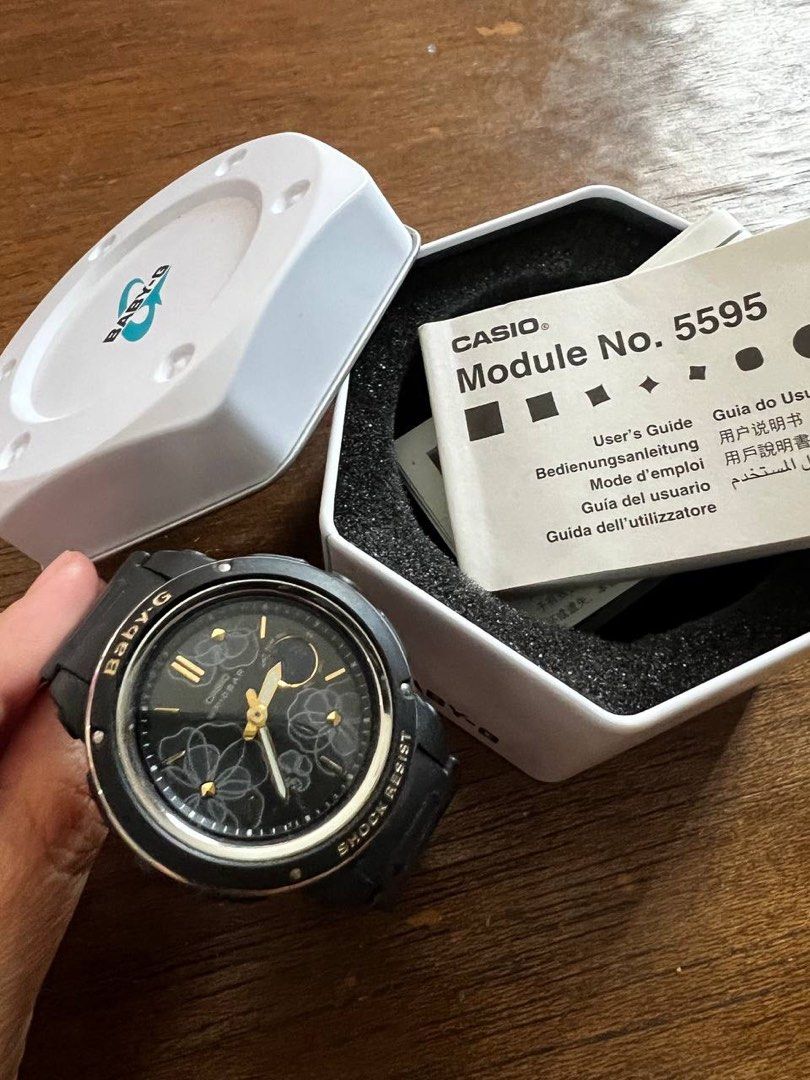 BABY-G
CASIO®
Module No. 5595
User's Guide
Bedienungsanleitung
Mode d'emploi
Guía del usuario
Guida dell'utilizzatore
Guia do Usu
用户说明书
用戶說明書
المستخدم
BABY-G
Baby-G
CASIO
SHOCK RESIST